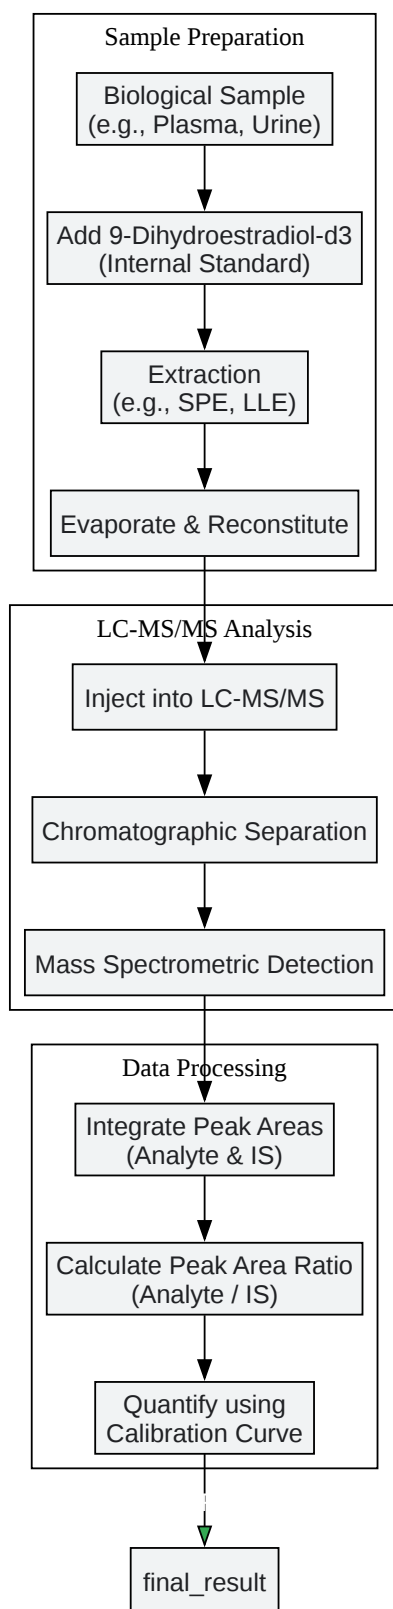 Sample Preparation
Biological Sample
(e.g., Plasma, Urine)
Add 9-Dihydroestradiol-d3
(Internal Standard)
Extraction
(e.g., SPE, LLE)
Evaporate & Reconstitute
LC-MS/MS Analysis
Inject into LC-MS/MS
Chromatographic Separation
Mass Spectrometric Detection
Data Processing
Integrate Peak Areas
(Analyte & IS)
Calculate Peak Area Ratio
(Analyte / IS)
Quantify using
Calibration Curve
final_result